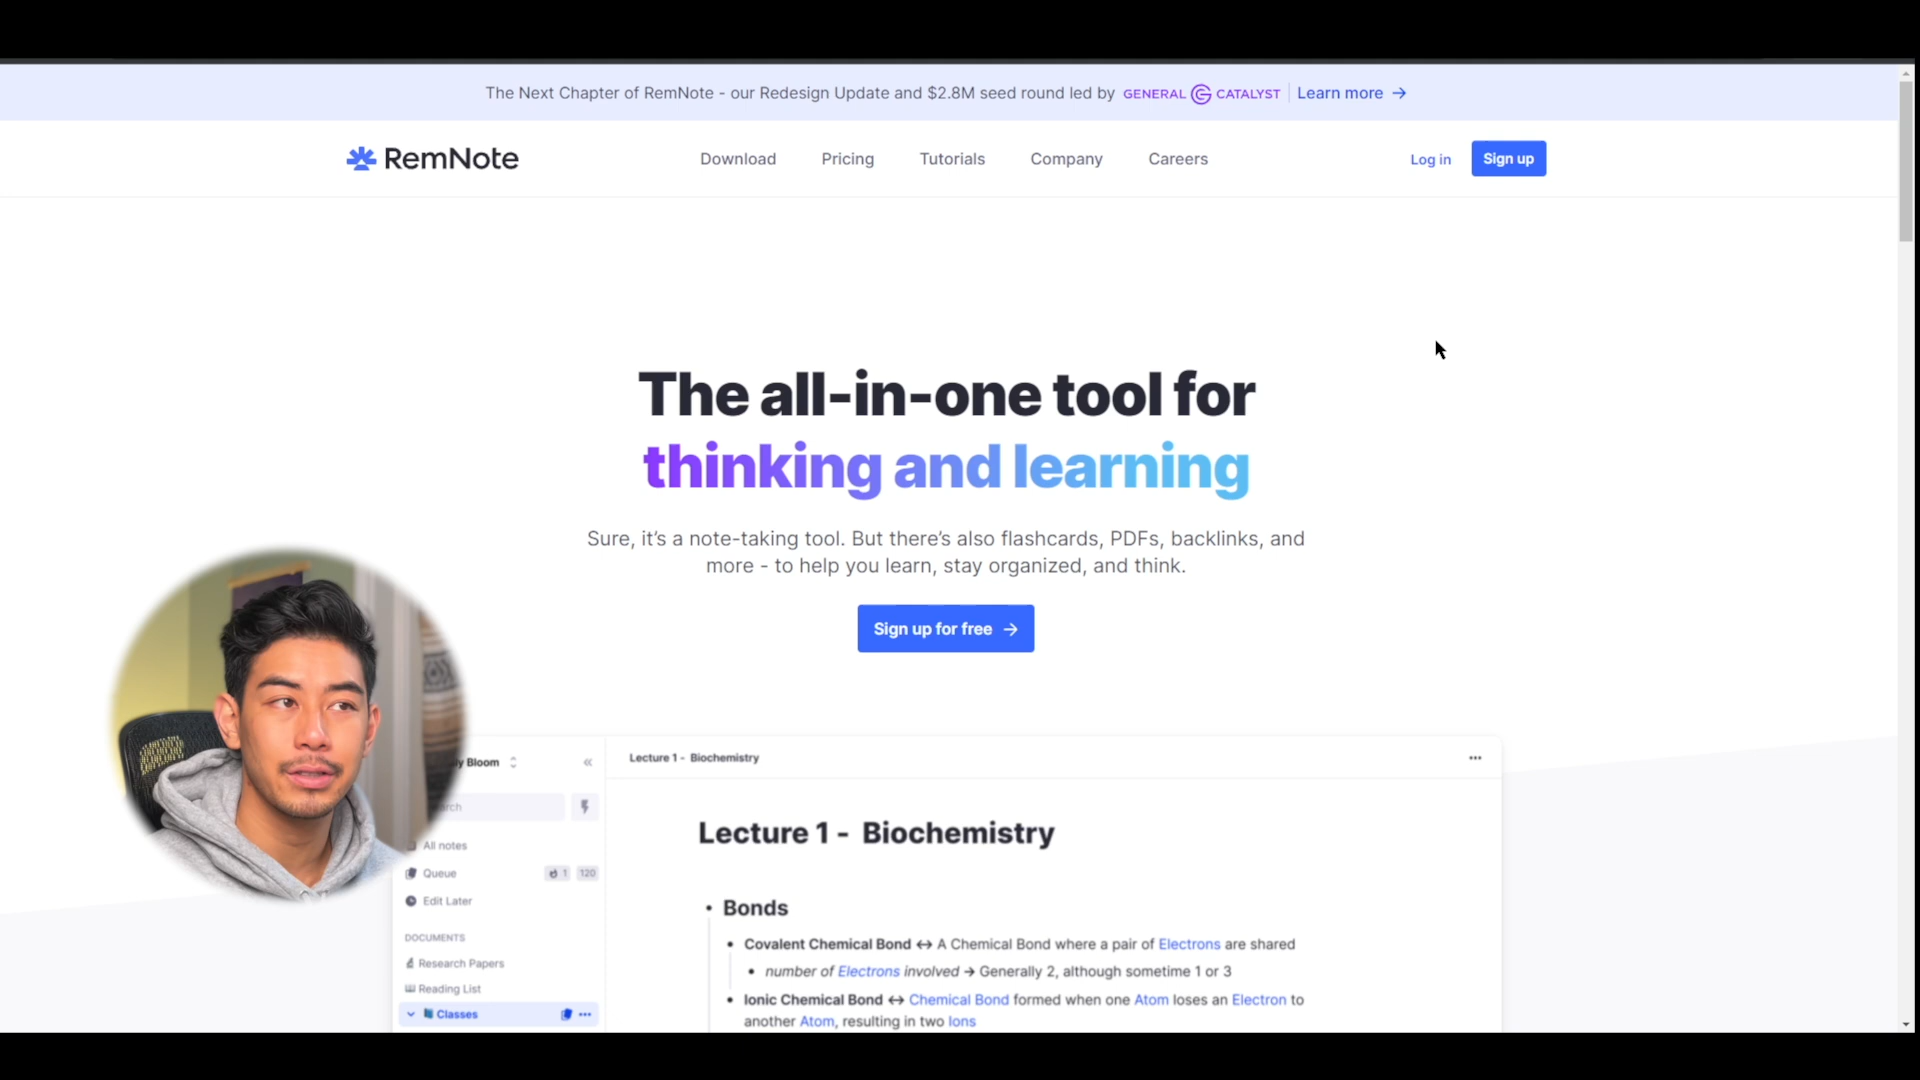 The Next Chapter of RemNote - our Redesign Update and $2.8M seed round led by GENERAL CATALYST Learn more →
RemNote
Download Pricing Tutorials Company Careers
Log in Sign up
The all-in-one tool for
thinking and learning
Sure, it's a note-taking tool. But there's also flashcards, PDFs, backlinks, and
more - to help you learn, stay organized, and think.
Sign up for free →
Bloom
Lecture 1 - Biochemistry
All notes
Queue 1 120
Edit Later
DOCUMENTS
Research Papers
Reading List
Classes
Lecture 1 - Biochemistry
• Bonds
• Covalent Chemical Bond ↔ A Chemical Bond where a pair of Electrons are shared
• number of Electrons involved → Generally 2, although sometime 1 or 3
• Ionic Chemical Bond ↔ Chemical Bond formed when one Atom loses an Electron to
another Atom, resulting in two Ions